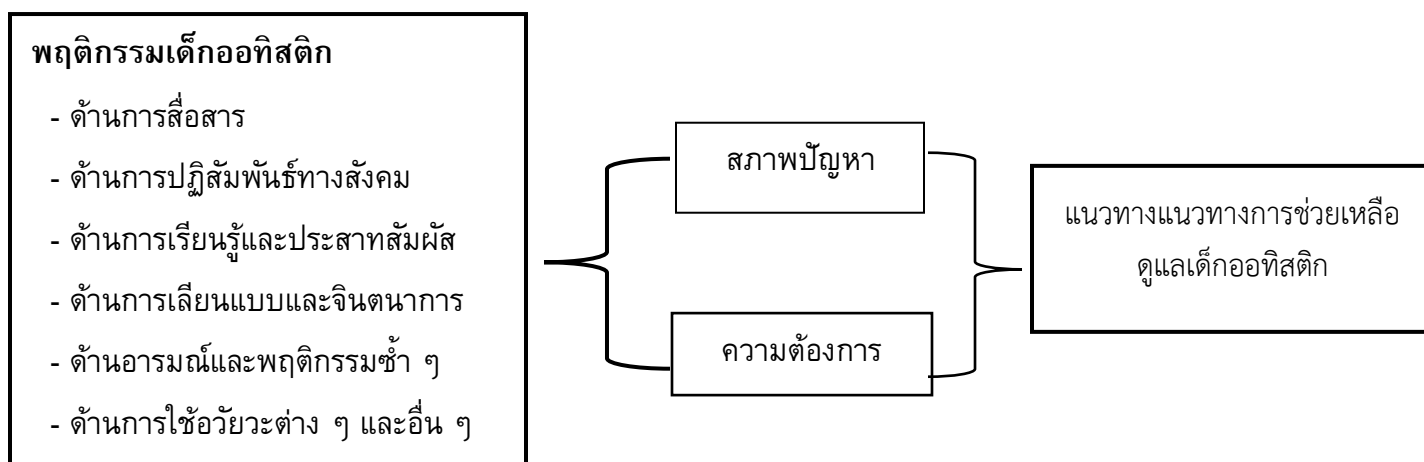 พฤติกรรมเด็กออทิสติก
- ด้านการสื่อสาร
- ด้านการปฏิสัมพันธ์ทางสังคม
- ด้านการเรียนรู้และประสาทสัมผัส
- ด้านการเลียนแบบและจินตนาการ
- ด้านอารมณ์และพฤติกรรมซ้ำ ๆ
- ด้านการใช้อวัยวะต่าง ๆ และอื่น ๆ
สภาพปัญหา
ความต้องการ
แนวทางแนวทางการช่วยเหลือ
ดูแลเด็กออทิสติก